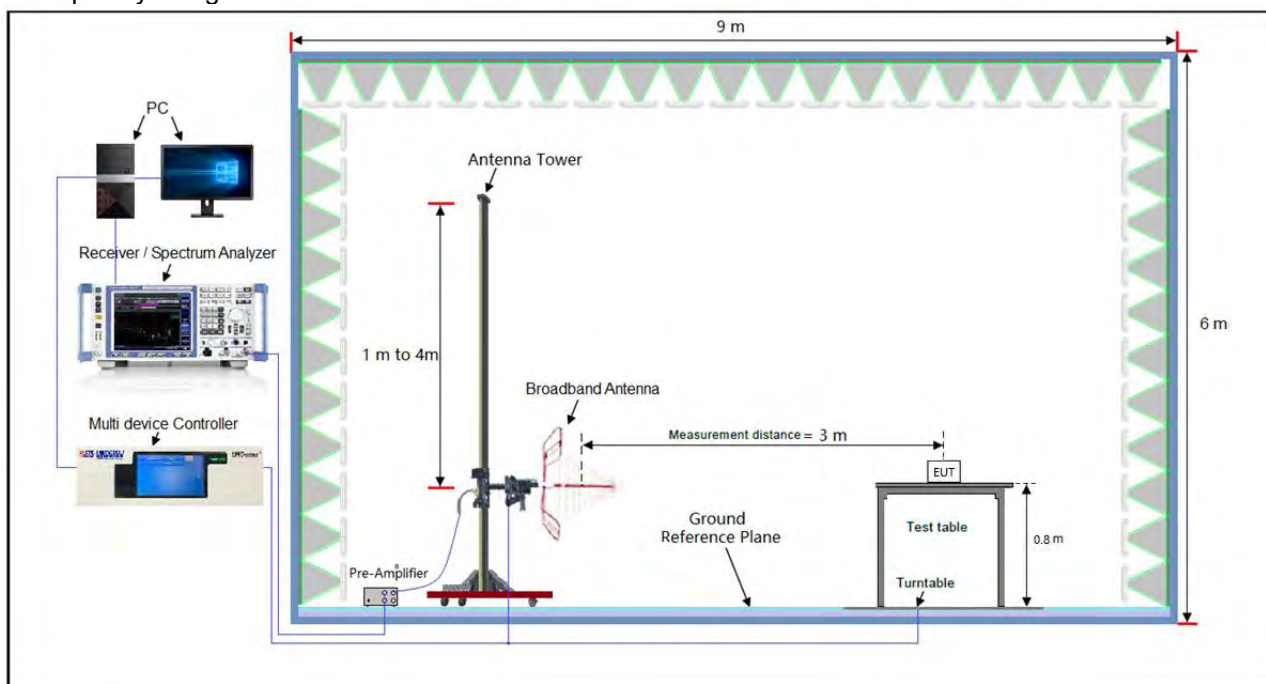 9 m
PC
Antenna Tower
Receiver / Spectrum Analyzer
6 m
1 m to 4m
Broadband Antenna
Multi device Controller
Measurement distance = 3 m
EUT
Ground
Reference Plane
Test table
0.8 m
Pre-Amplifier
Turntable